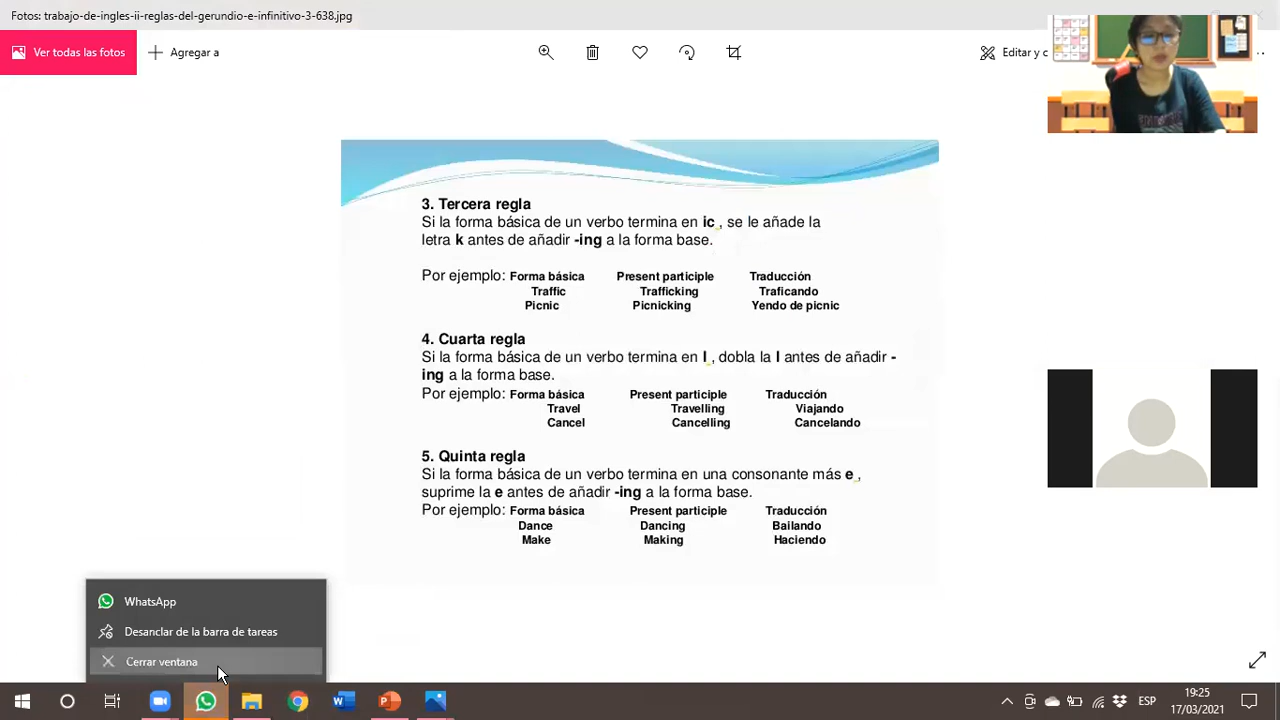 Fotos: trabajo-de-ingles-ii-reglas-del-gerundio-e-infinitivo-3-638.jpg
Ver todas las fotos
Agregar a
Editar y c
3. Tercera regla
Si la forma básica de un verbo termina en ic , se le añade la
letra k antes de añadir -ing a la forma base.
Por ejemplo: Forma básica Present participle Traducción
Traffic Trafficking Traficando
Picnic Picnicking Yendo de picnic
4. Cuarta regla
Si la forma básica de un verbo termina en l , dobla la l antes de añadir -
ing a la forma base.
Por ejemplo: Forma básica Present participle Traducción
Travel Travelling Viajando
Cancel Cancelling Cancelando
5. Quinta regla
Si la forma básica de un verbo termina en una consonante más e ,
suprime la e antes de añadir -ing a la forma base.
Por ejemplo: Forma básica Present participle Traducción
Dance Dancing Bailando
Make Making Haciendo
WhatsApp
Desanclar de la barra de tareas
Cerrar ventana
ESP
19:25
17/03/2021